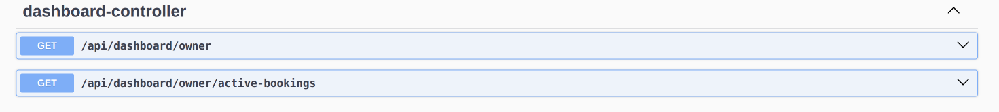 dashboard-controller
GET /api/dashboard/owner
GET /api/dashboard/owner/active-bookings